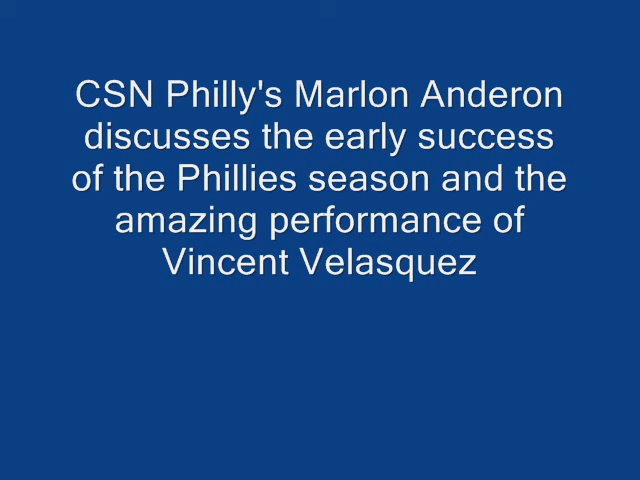 CSN Philly's Marlon Anderon
discusses the early success
of the Phillies season and the
amazing performance of
Vincent Velasquez